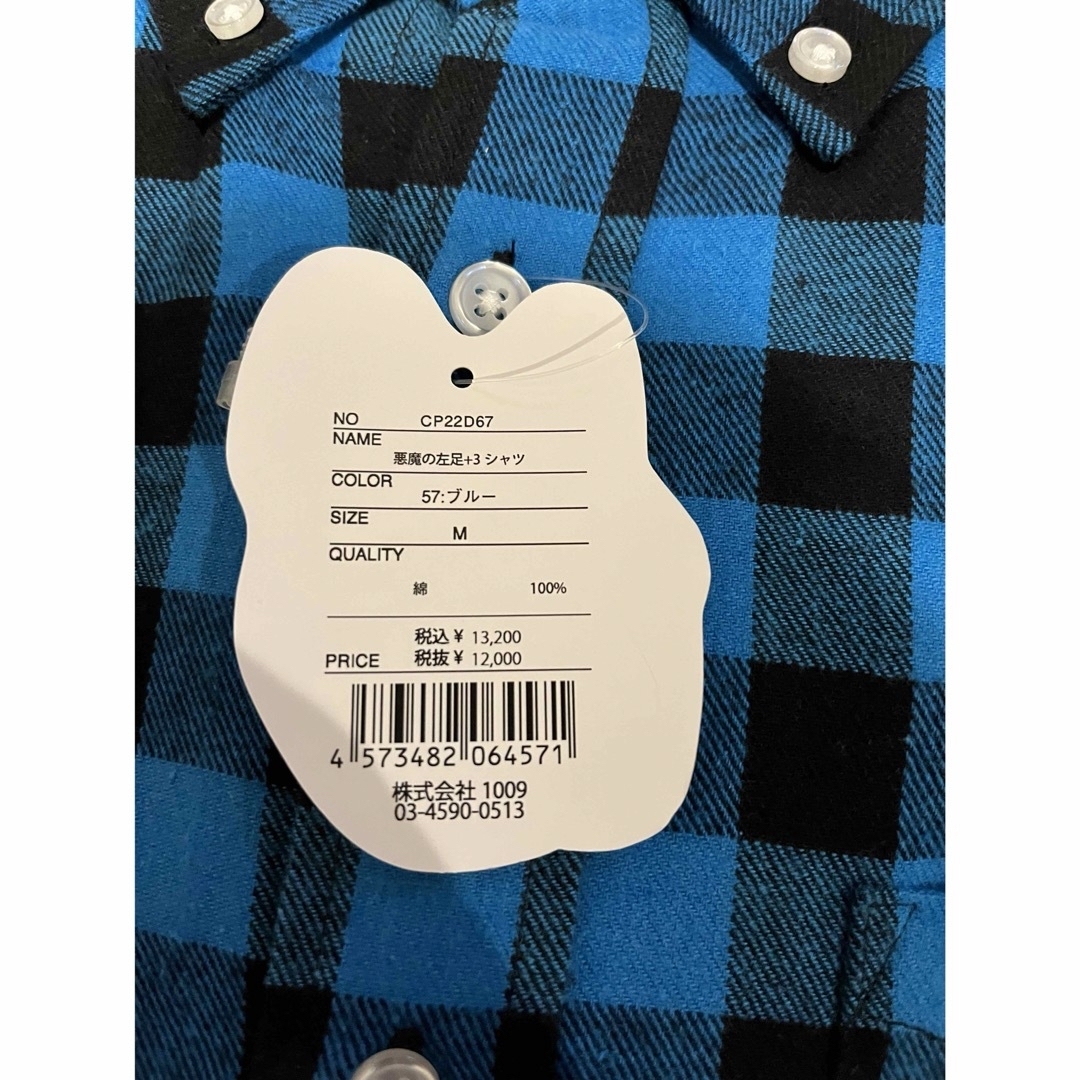 NO CP22D67
NAME
悪魔の左足+3 シャツ
COLOR
57:ブルー
SIZE
M
QUALITY
綿 100%
税込¥ 13,200
PRICE 税抜¥ 12,000
4 573482 064571
株式会社 1009
03-4590-0513